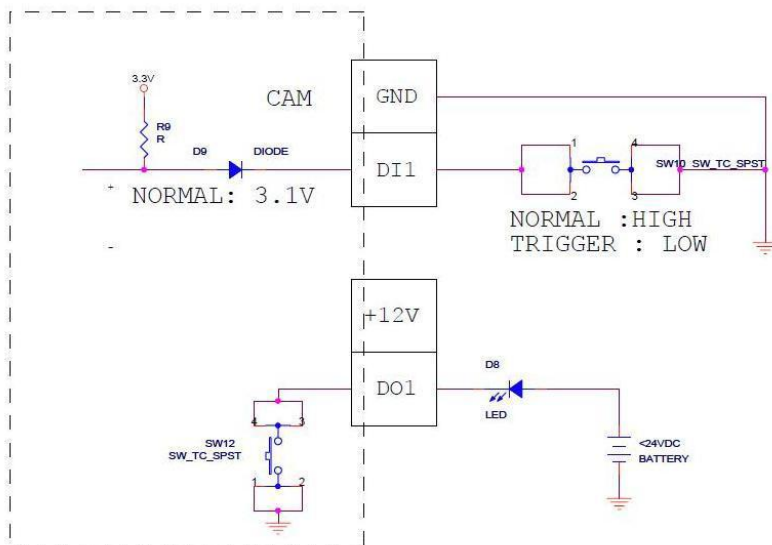 3.3V
R9
R
CAM
GND
D9
DIODE
DI1
+
NORMAL: 3.1V
-
1
4
SW10 SW_TC_SPST
2
3
NORMAL :HIGH
TRIGGER : LOW
+12V
DO1
D8
LED
4
3
SW12
SW_TC_SPST
1
2
<24VDC
BATTERY